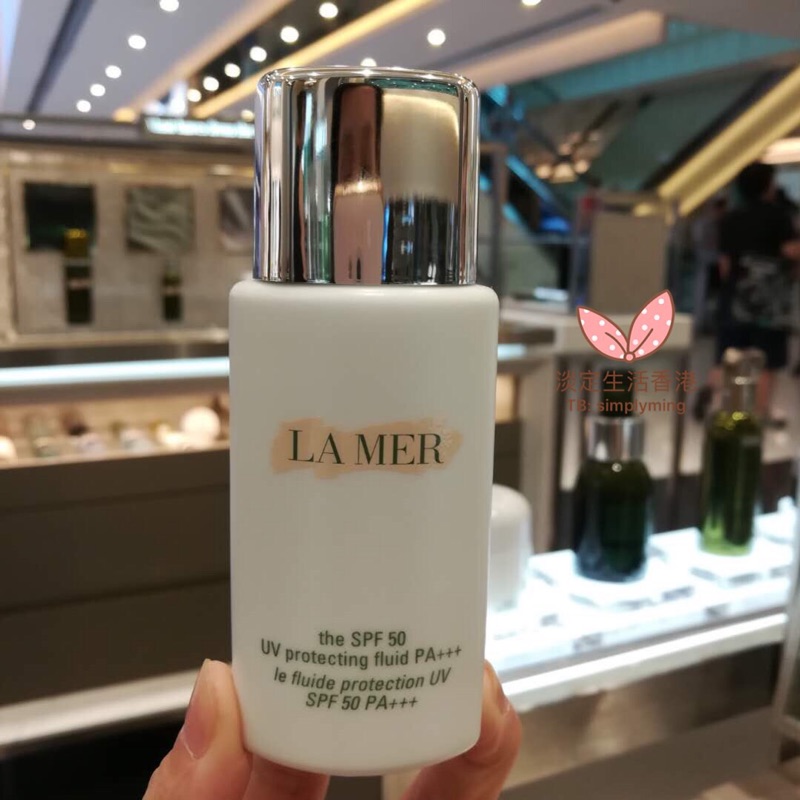 淡定生活香港
TB: simplyming
LA MER
the SPF 50
UV protecting fluid PA+++
le fluide protection UV
SPF 50 PA+++